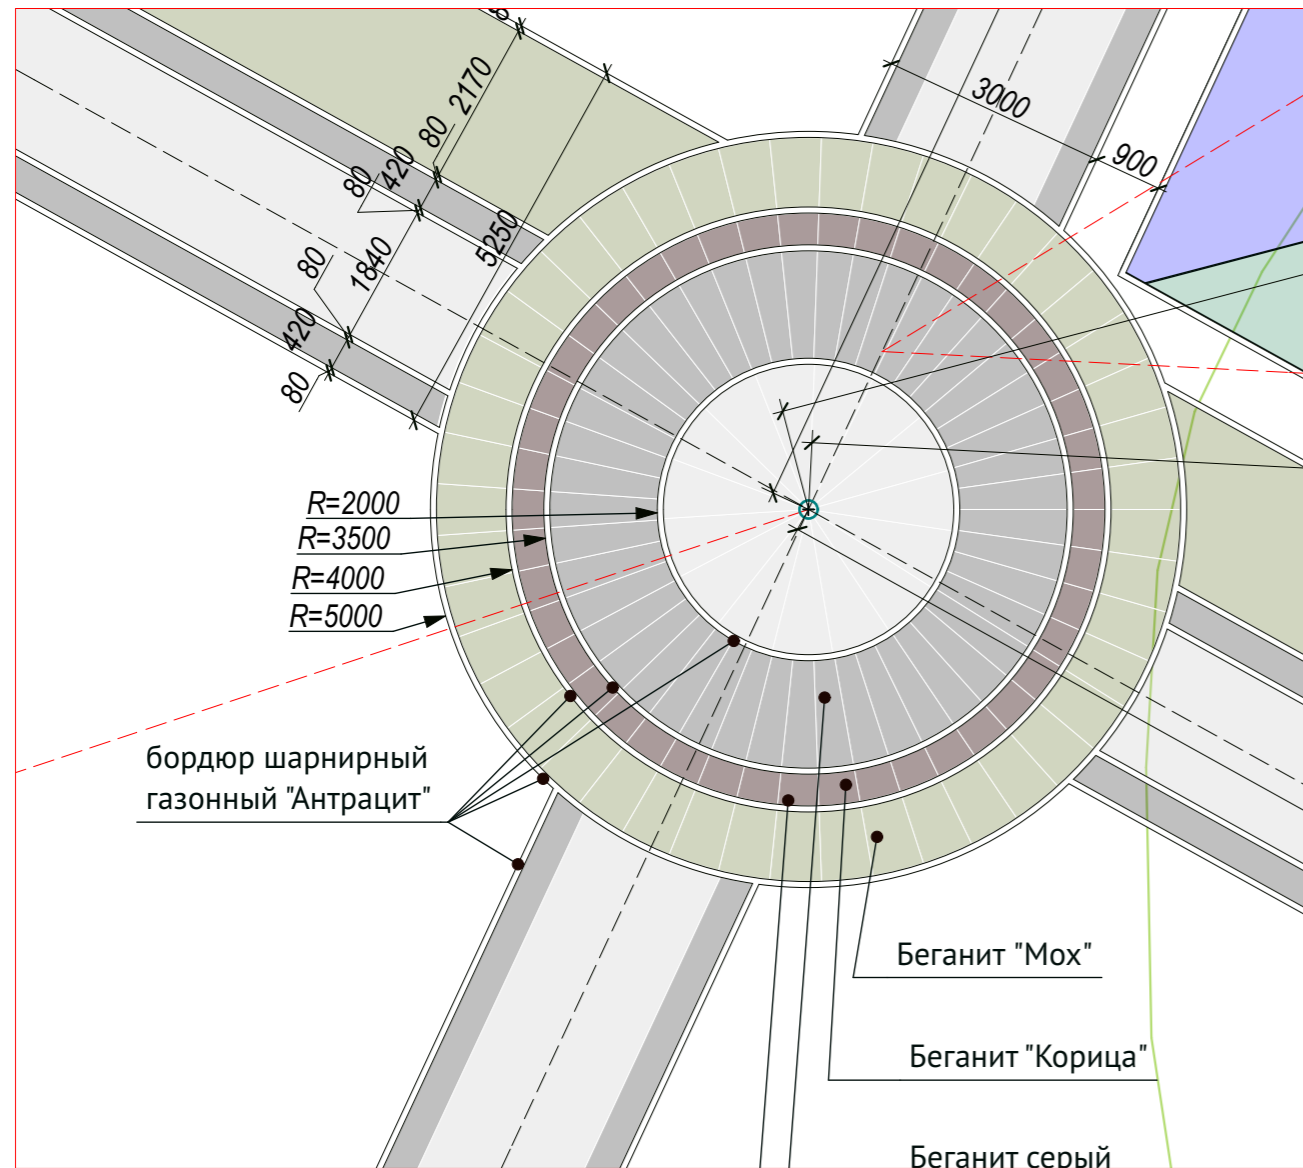 80
2170
80
420
80
5250
1840
80
420
80
3000
900
R=2000
R=3500
R=4000
R=5000
бордюр шарнирный
газонный "Антрацит"
Беганит "Мох"
Беганит "Корица"
Беганит серый